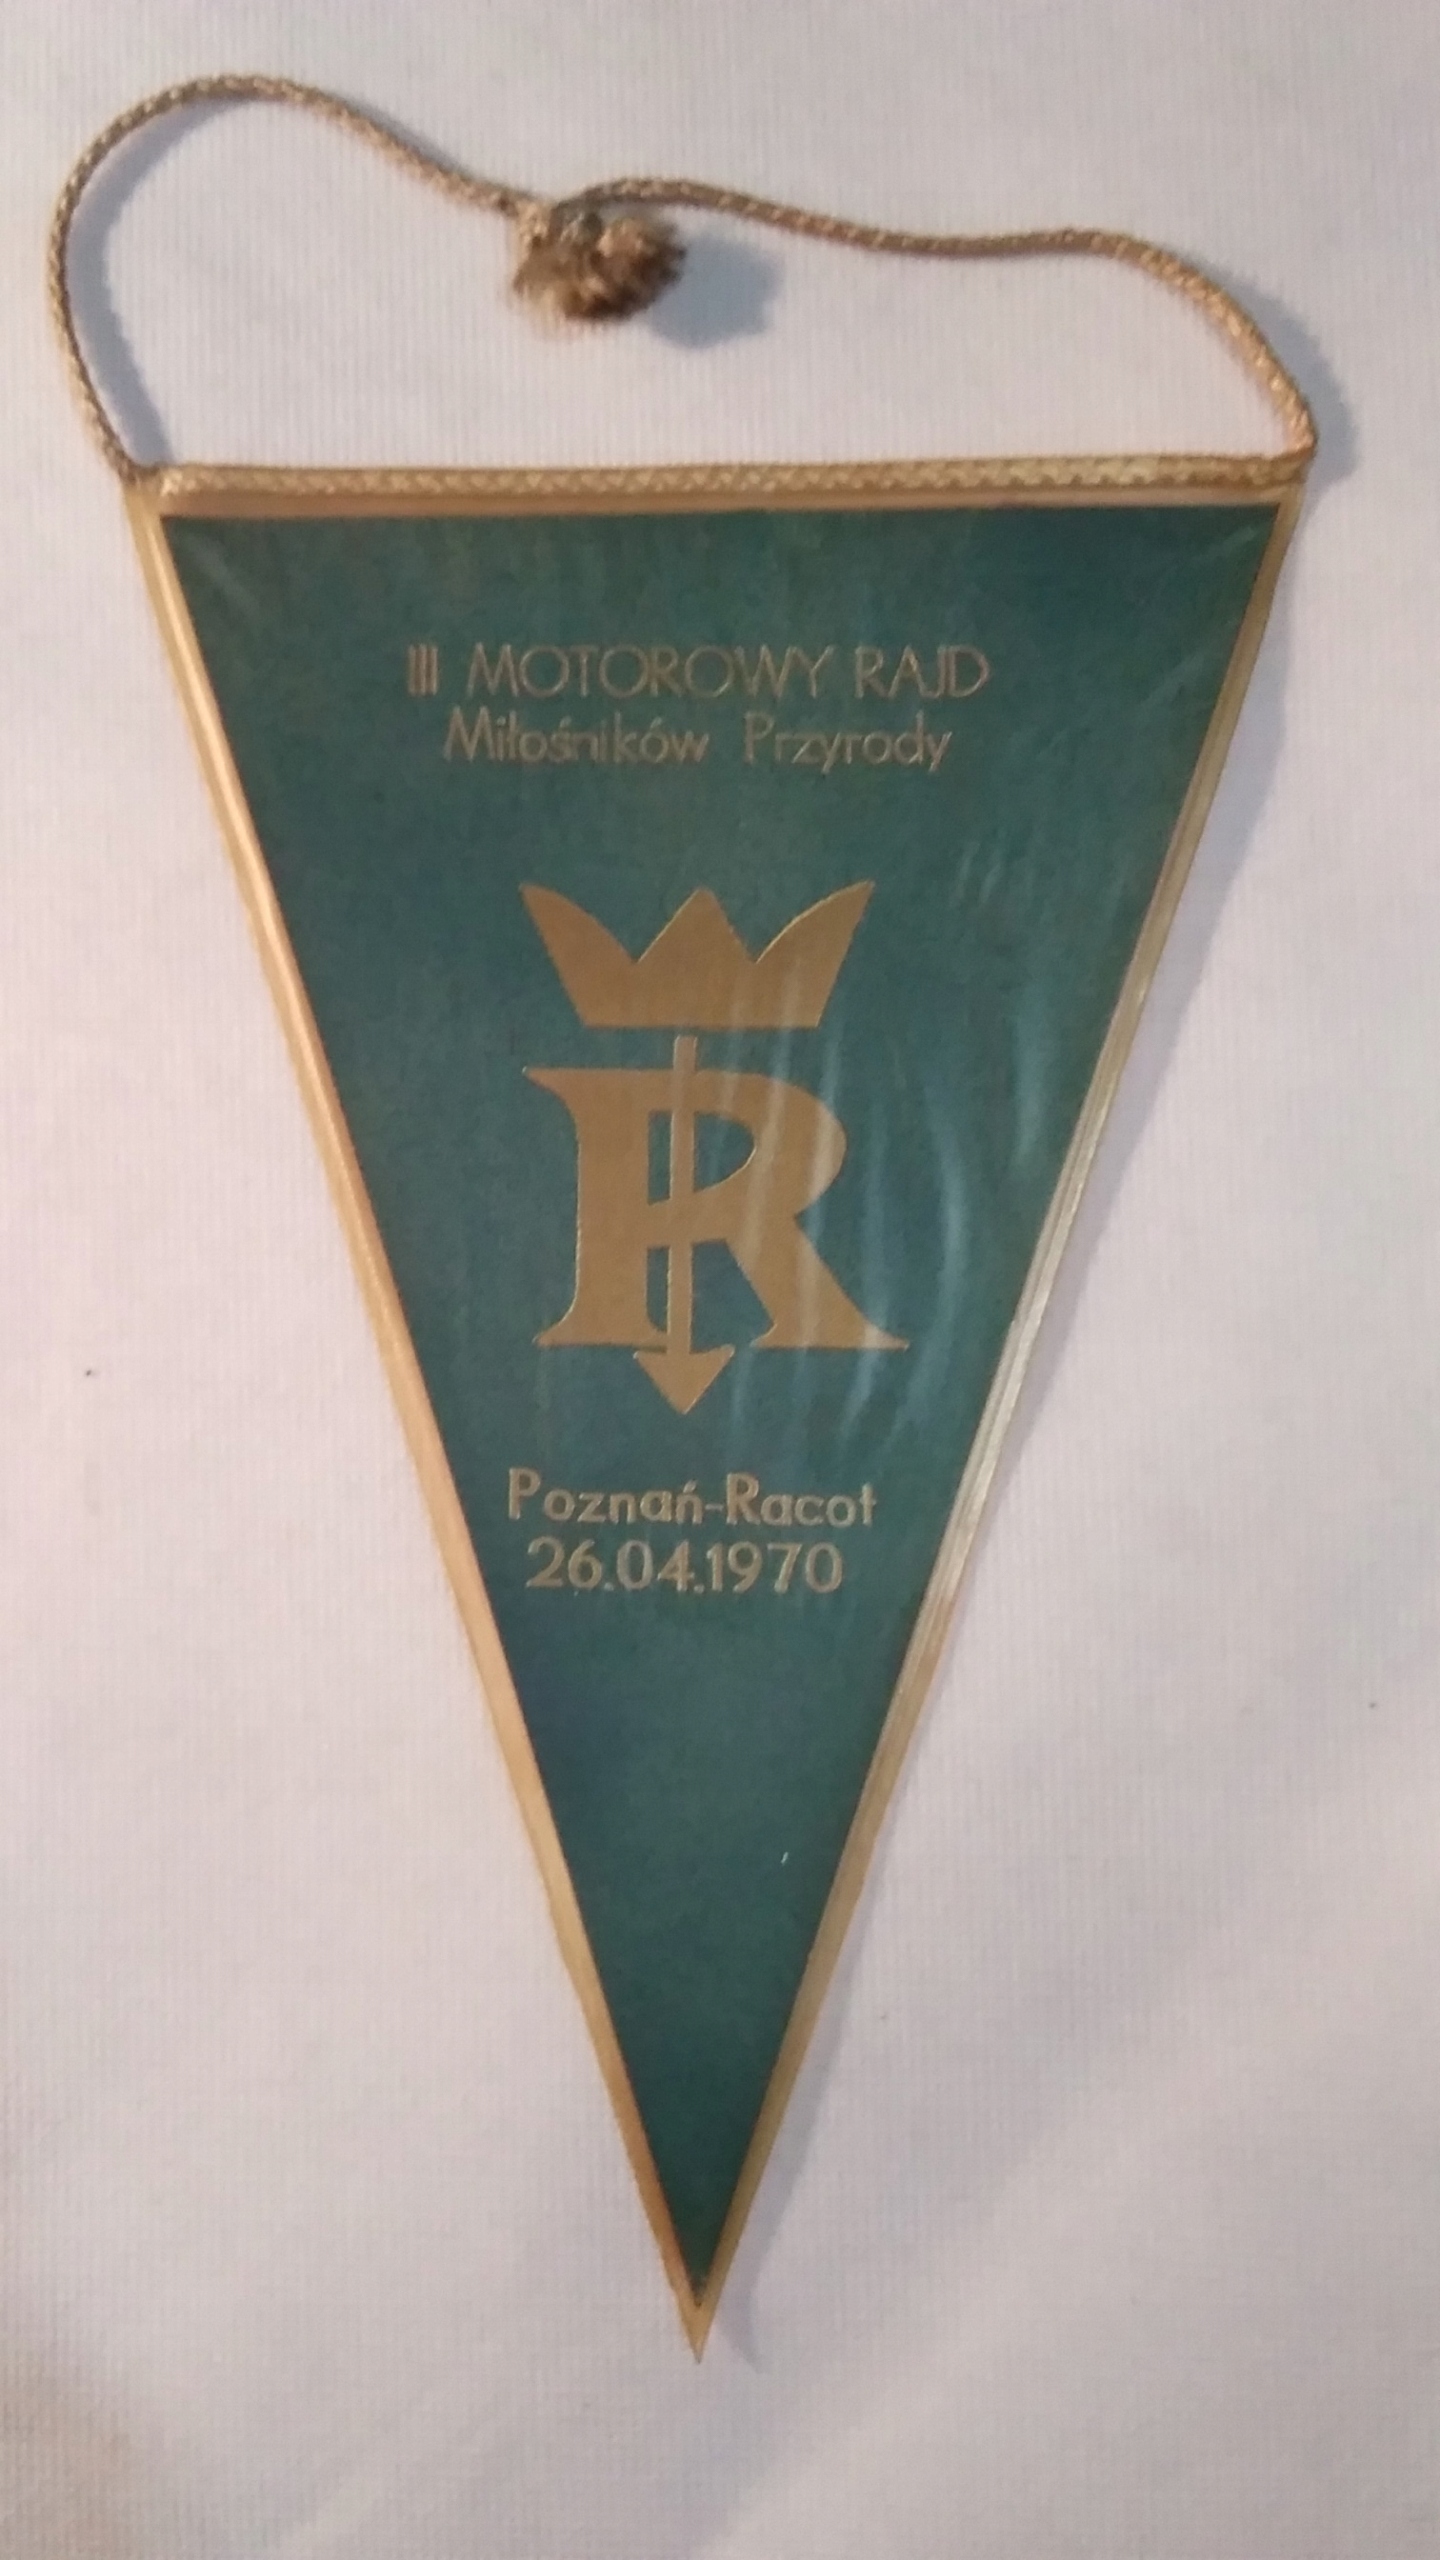 III MOTOROWY RAJD
Miłośników Przyrody
R
Poznań-Racot
26.04.1970